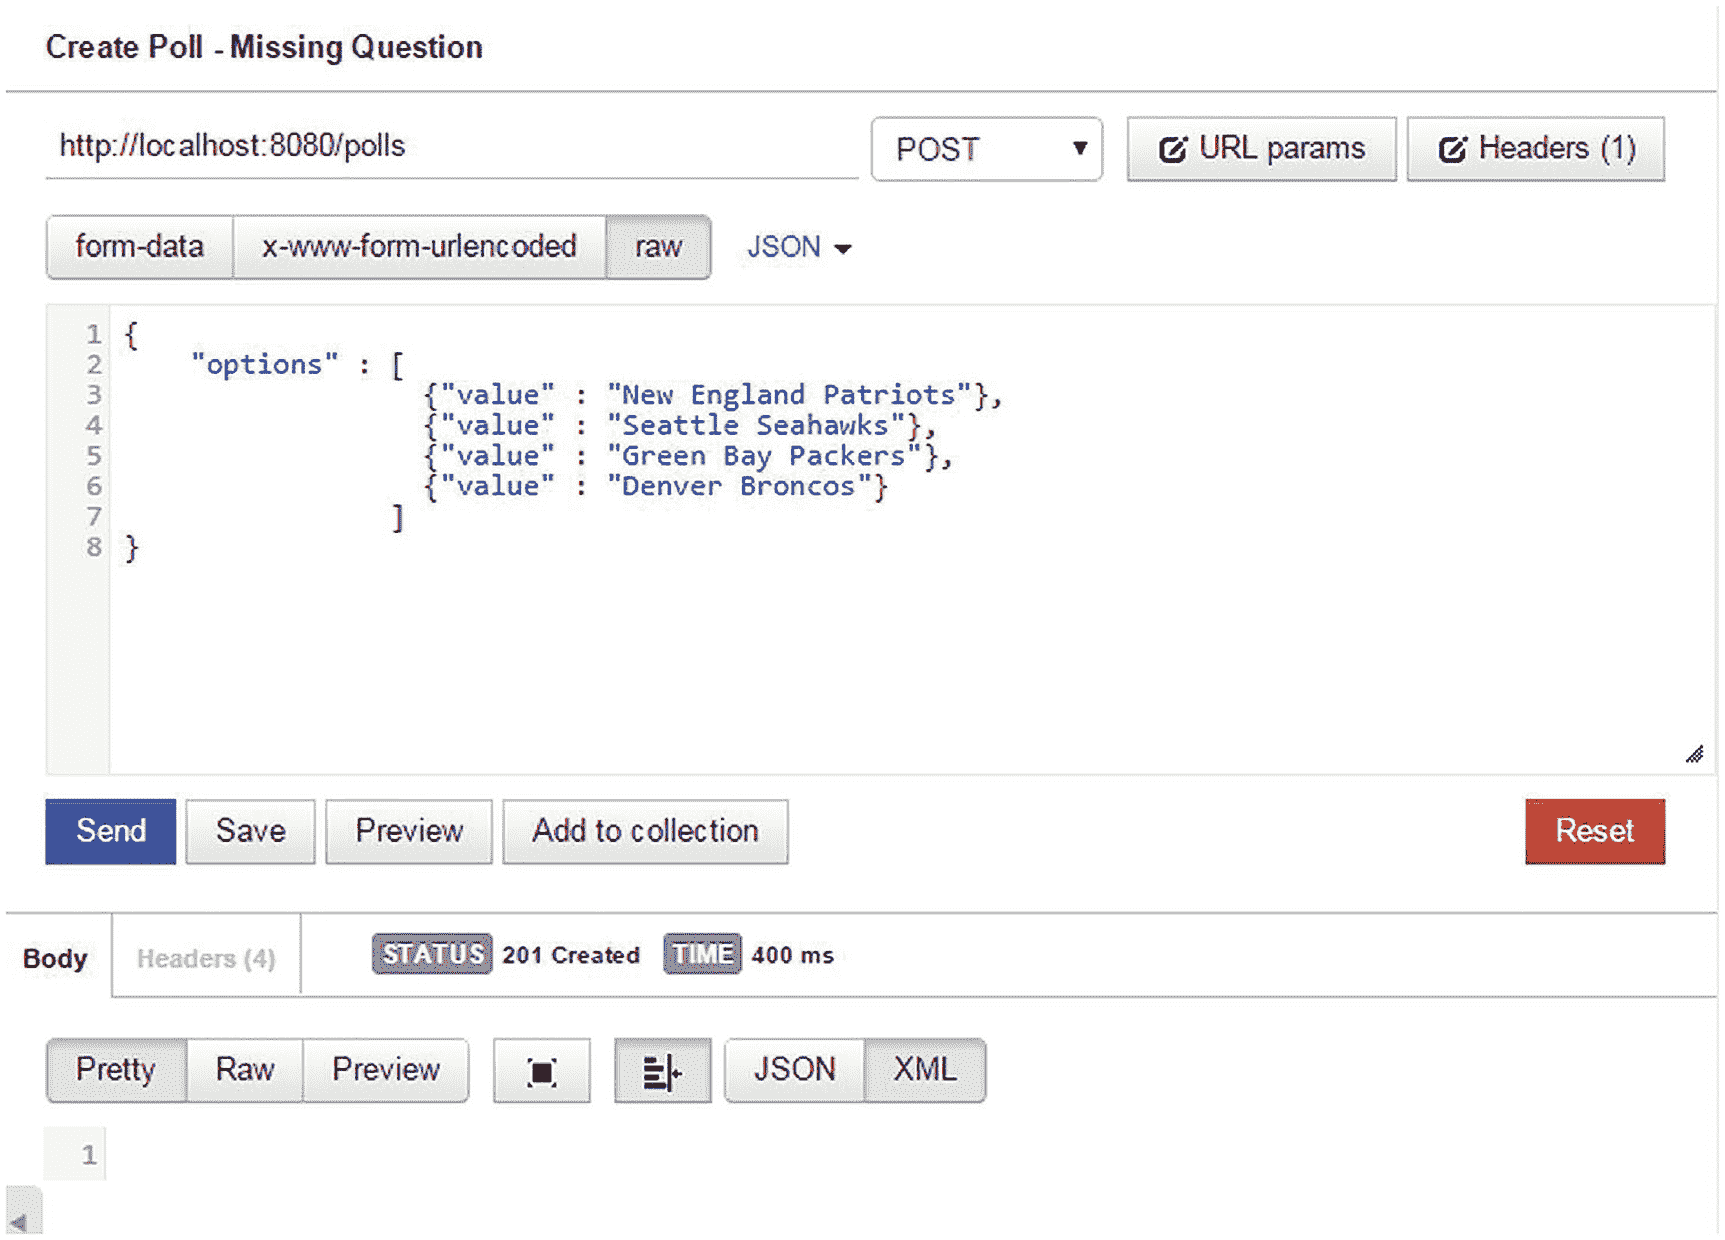 Create Poll - Missing Question
http://localhost:8080/polls POST URL params Headers (1)
form-data x-www-form-urlencoded raw JSON
1 {
2 "options" : [
3 {"value" : "New England Patriots"},
4 {"value" : "Seattle Seahawks"},
5 {"value" : "Green Bay Packers"},
6 {"value" : "Denver Broncos"}
7 ]
8 }
Send Save Preview Add to collection Reset
Body Headers (4) STATUS 201 Created TIME 400 ms
Pretty Raw Preview JSON XML
1